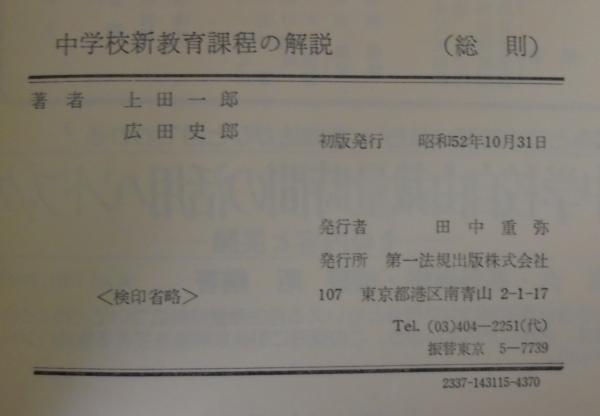 中学校新教育課程の解説 （総 則）
著者 上田一郎
広田史郎
初版発行 昭和52年10月31日
発行者 田中重弥
発行所 第一法規出版株式会社
<検印省略> 107 東京都港区南青山 2-1-17
Tel. (03)404―2251(代)
振替東京 5―7739
2337-143115-4370